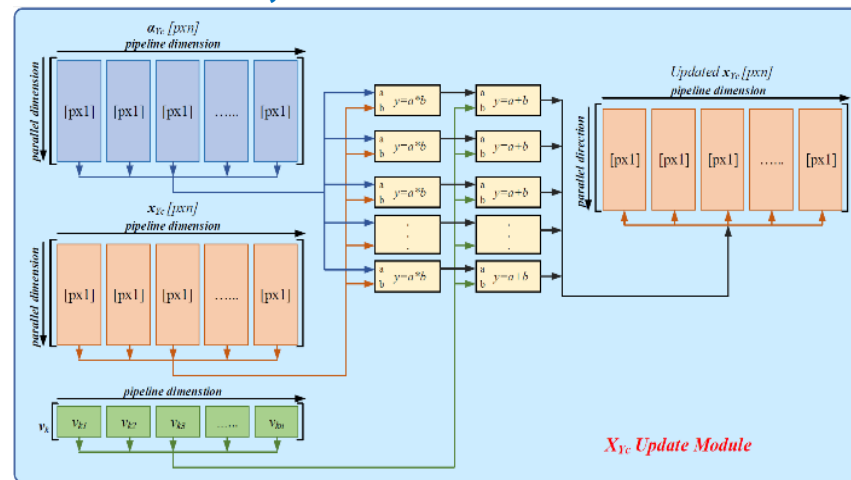 α_Yc [pxn]
pipeline dimension
parallel dimension
[px1] [px1] [px1] ...... [px1]
x_Yc [pxn]
pipeline dimension
parallel dimension
[px1] [px1] [px1] ...... [px1]
pipeline dimenstion
v_k
v_k1 v_k2 v_k3 ...... v_kn
a b y=a*b
a b y=a+b
a b y=a*b
a b y=a+b
a b y=a*b
a b y=a+b
a b y=a*b
a b y=a+b
Updated x_Yc [pxn]
pipeline dimension
parallel direction
[px1] [px1] [px1] ...... [px1]
X_Yc Update Module